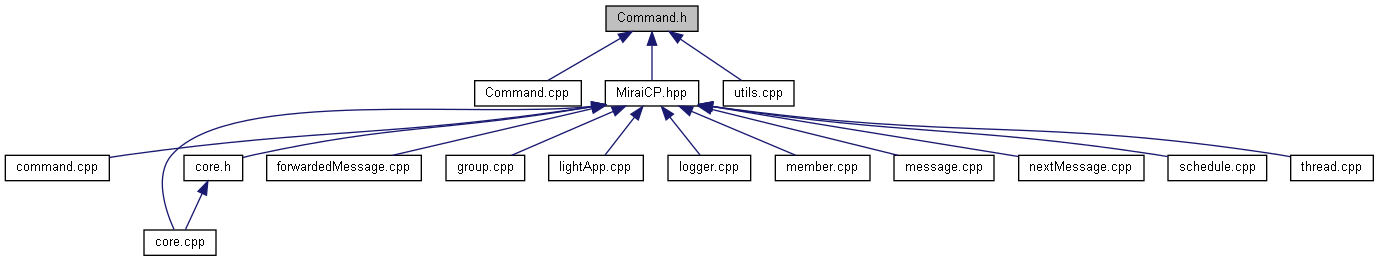 Command.h
Command.cpp
MiraiCP.hpp
utils.cpp
command.cpp
core.h
forwardedMessage.cpp
group.cpp
lightApp.cpp
logger.cpp
member.cpp
message.cpp
nextMessage.cpp
schedule.cpp
thread.cpp
core.cpp